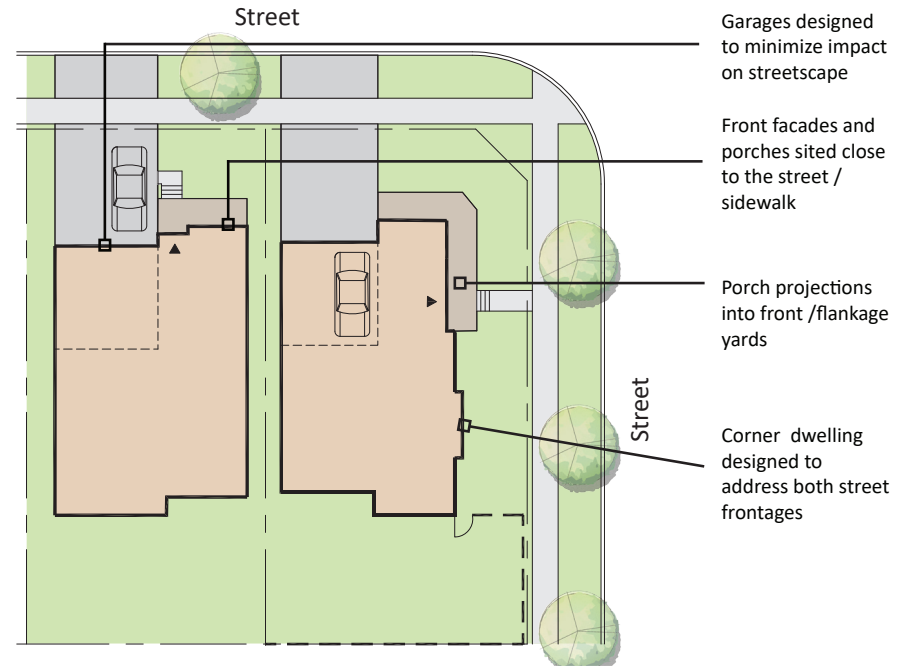 Street
Garages designed
to minimize impact
on streetscape
Front facades and
porches sited close
to the street /
sidewalk
Porch projections
into front /flankage
yards
Street
Corner dwelling
designed to
address both street
frontages